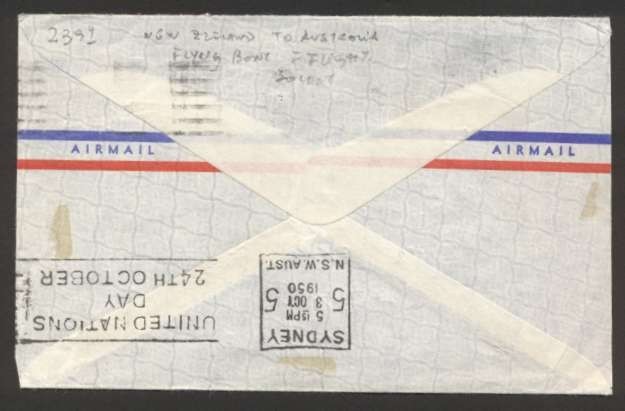 2391 NEW ZEALAND TO AUSTRALIA
FLYING BOAT F FLIGHT.
AIRMAIL AIRMAIL
SYDNEY
5 15PM 5
3 OCT
1950
N.S.W. AUST.
UNITED NATIONS
DAY
24TH OCTOBER